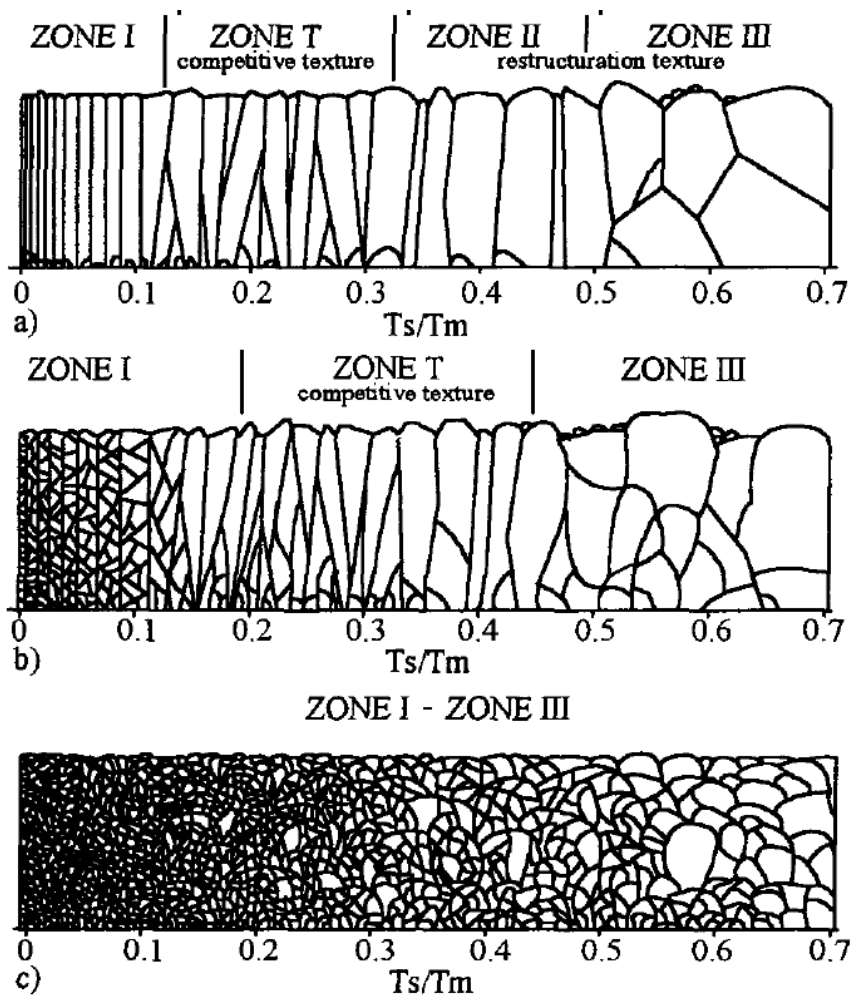 ZONE I ZONE T ZONE II ZONE III
competitive texture restructuration texture
0 0.1 0.2 0.3 0.4 0.5 0.6 0.7
a) Ts/Tm
ZONE I ZONE T ZONE III
competitive texture
0 0.1 0.2 0.3 0.4 0.5 0.6 0.7
b) Ts/Tm
ZONE I - ZONE III
0 0.1 0.2 0.3 0.4 0.5 0.6 0.7
c) Ts/Tm